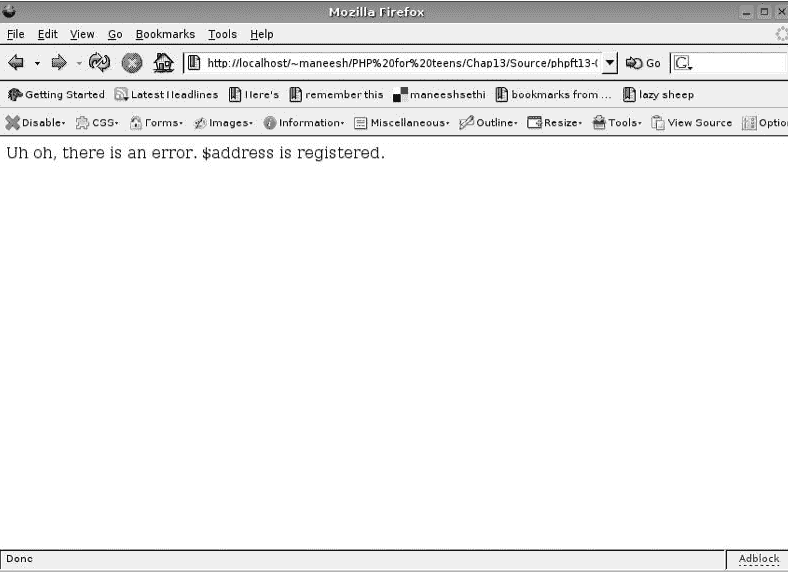 Mozilla Firefox
File Edit View Go Bookmarks Tools Help
http://localhost/~maneesh/PHP%20for%20teens/Chap13/Source/phpft13-0 Go G.
Getting Started Latest Headlines Here's remember this maneeshsethi bookmarks from ... lazy sheep
Disable CSS Forms Images Information Miscellaneous Outline Resize Tools View Source Optio
Uh oh, there is an error. $address is registered.
Done Adblock